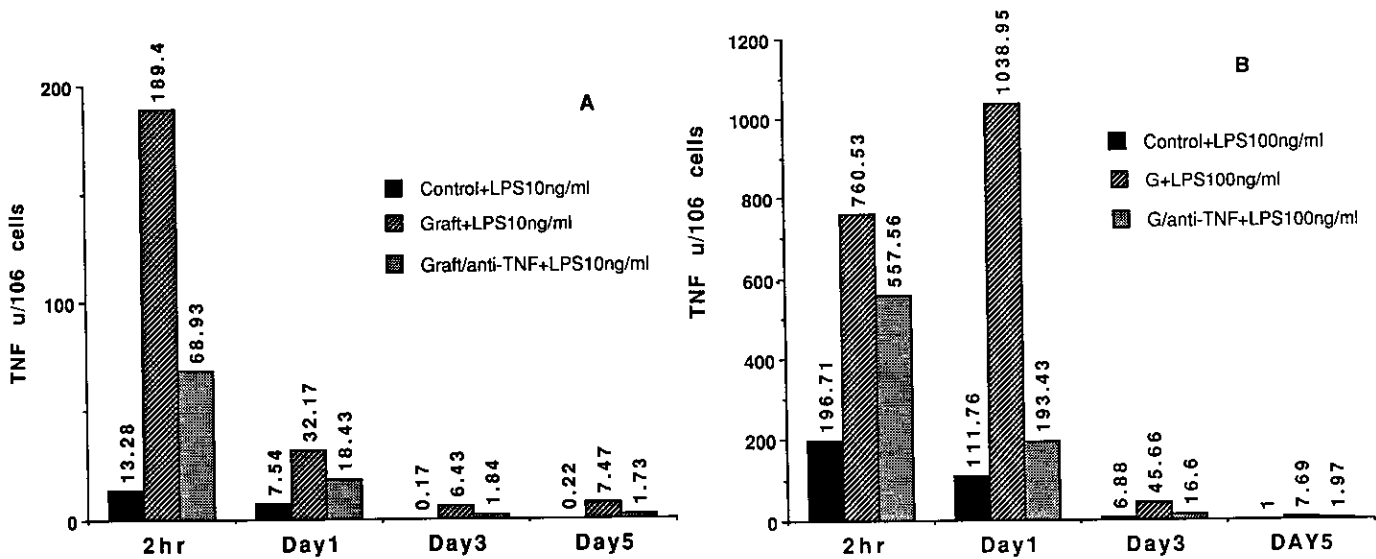 A
TNF u/106 cells
200
100
0
189.4
68.93
13.28
32.17
18.43
7.54
0.17
6.43
1.84
0.22
7.47
1.73
Control+LPS10ng/ml
Graft+LPS10ng/ml
Graft/anti-TNF+LPS10ng/ml
2hr Day1 Day3 Day5
B
TNF u/106 cells
1200
1000
800
600
400
200
0
196.71
760.53
557.56
111.76
1038.95
193.43
6.88
45.66
16.6
1
7.69
1.97
Control+LPS100ng/ml
G+LPS100ng/ml
G/anti-TNF+LPS100ng/ml
2hr Day1 Day3 DAY5